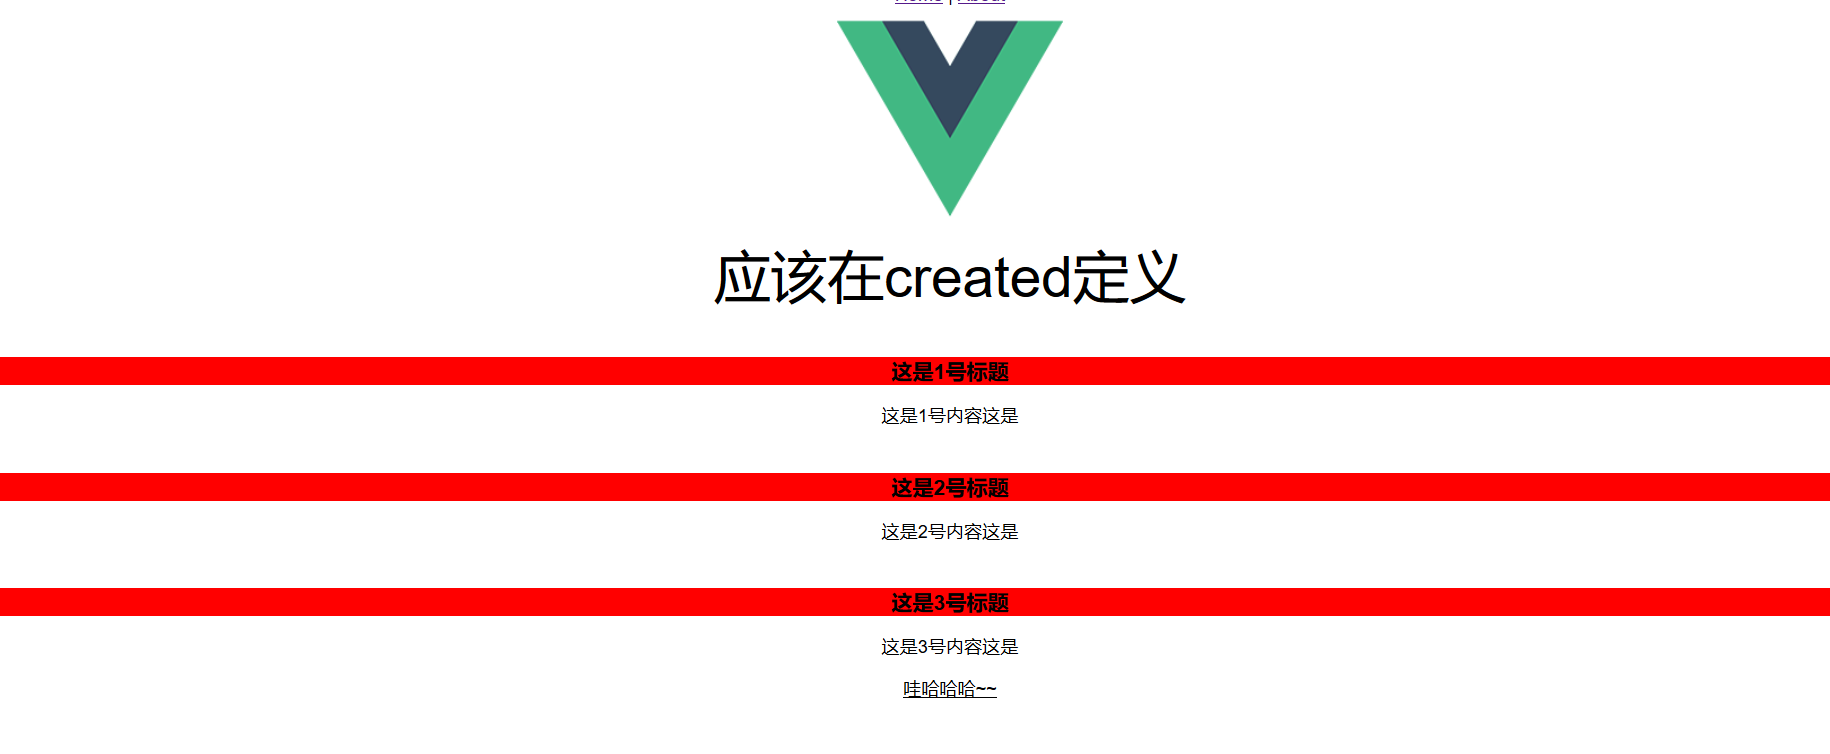 Home | About
应该在created定义
这是1号标题
这是1号内容这是
这是2号标题
这是2号内容这是
这是3号标题
这是3号内容这是
哇哈哈哈~~